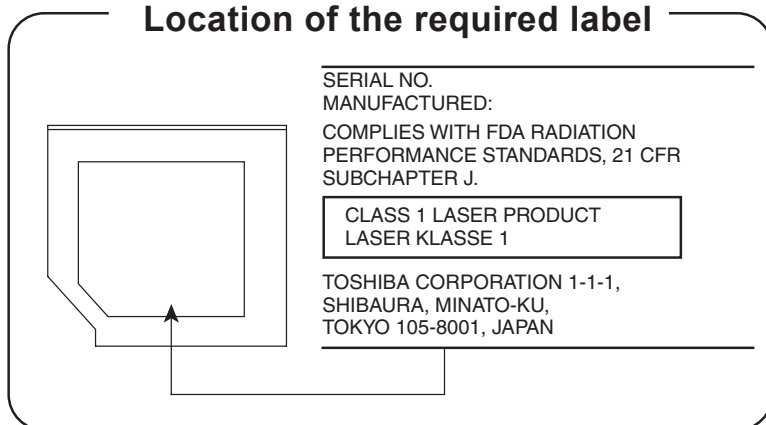 Location of the required label
SERIAL NO.
MANUFACTURED:
COMPLIES WITH FDA RADIATION
PERFORMANCE STANDARDS, 21 CFR
SUBCHAPTER J.
CLASS 1 LASER PRODUCT
LASER KLASSE 1
TOSHIBA CORPORATION 1-1-1,
SHIBAURA, MINATO-KU,
TOKYO 105-8001, JAPAN